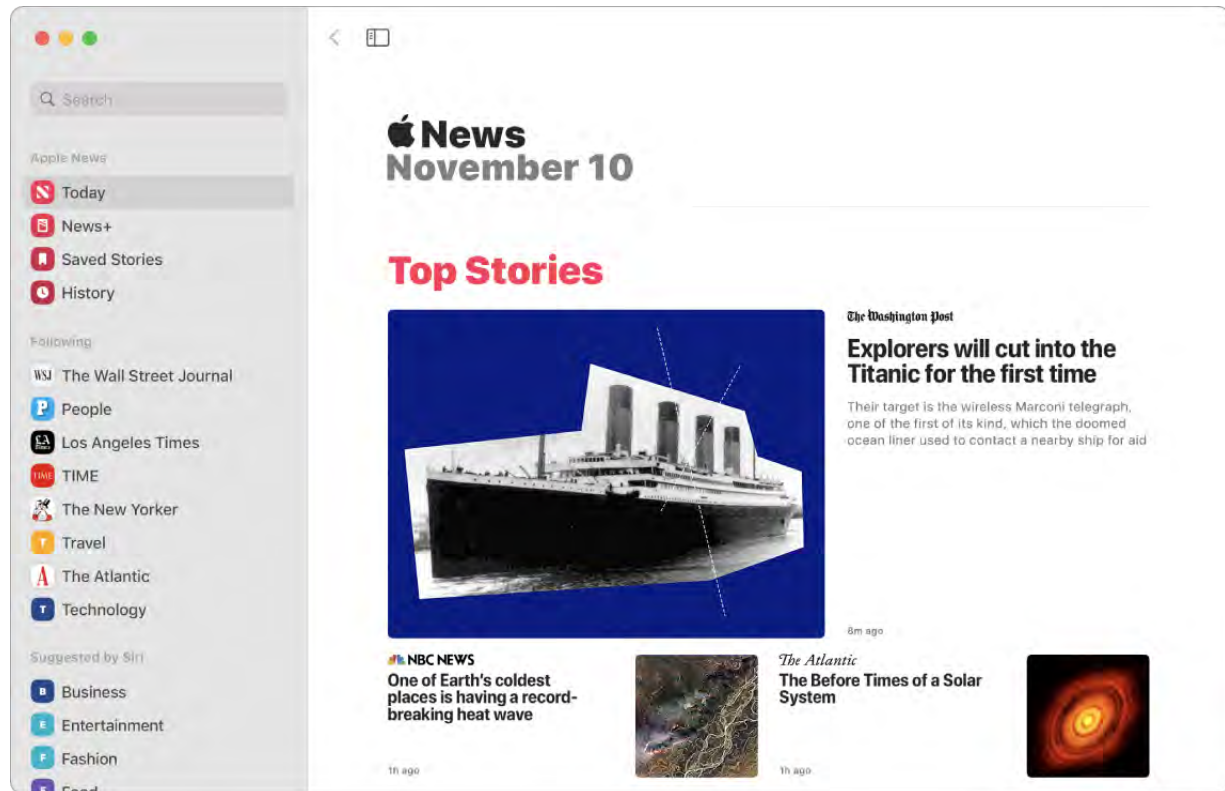 Search
Apple News
Today
News+
Saved Stories
History
Following
WSJ The Wall Street Journal
P People
LA Times Los Angeles Times
TIME TIME
The New Yorker
T Travel
A The Atlantic
T Technology
Suggested by Siri
B Business
E Entertainment
F Fashion
Food
News
November 10
Top Stories
The Washington Post
Explorers will cut into the
Titanic for the first time
Their target is the wireless Marconi telegraph,
one of the first of its kind, which the doomed
ocean liner used to contact a nearby ship for aid
8m ago
NBC NEWS
One of Earth's coldest
places is having a record-
breaking heat wave
1h ago
The Atlantic
The Before Times of a Solar
System
1h ago